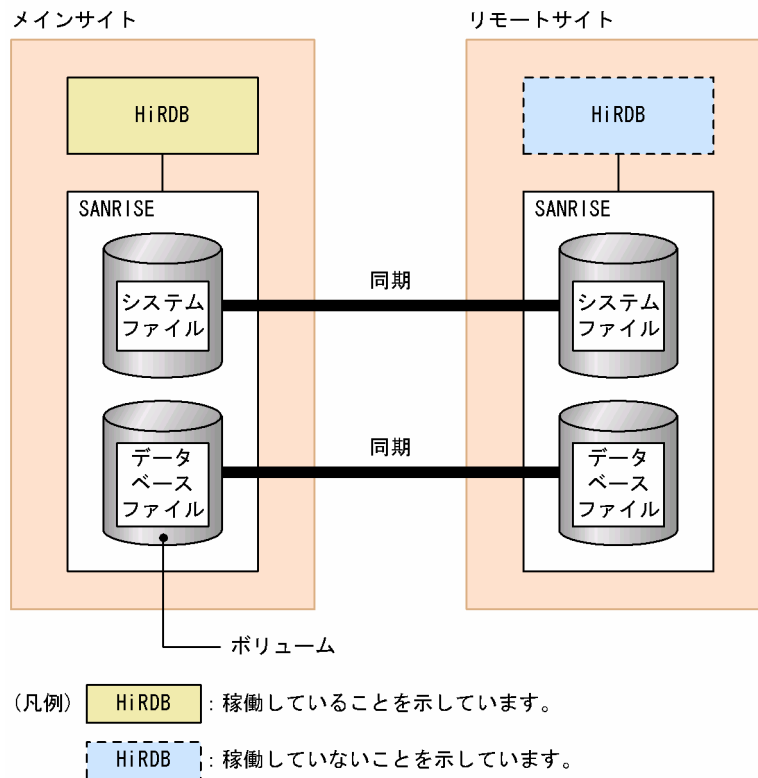 メインサイト
リモートサイト
HiRDB
HiRDB
SANRISE
SANRISE
システム
ファイル
同期
システム
ファイル
データ
ベース
ファイル
同期
データ
ベース
ファイル
ボリューム
(凡例) HiRDB :稼働していることを示しています。
HiRDB :稼働していないことを示しています。